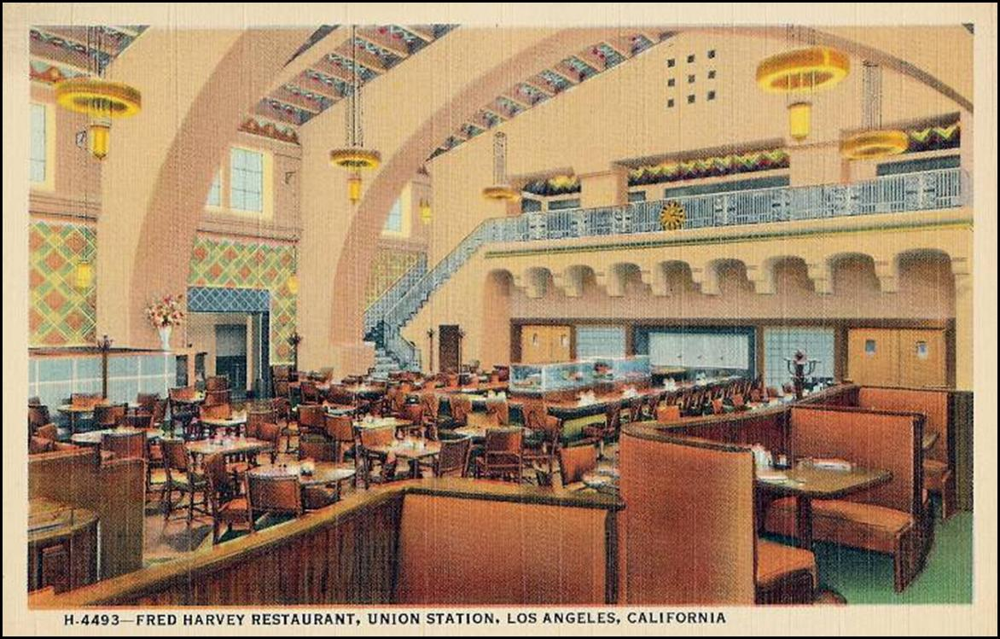 H-4493—FRED HARVEY RESTAURANT, UNION STATION, LOS ANGELES, CALIFORNIA